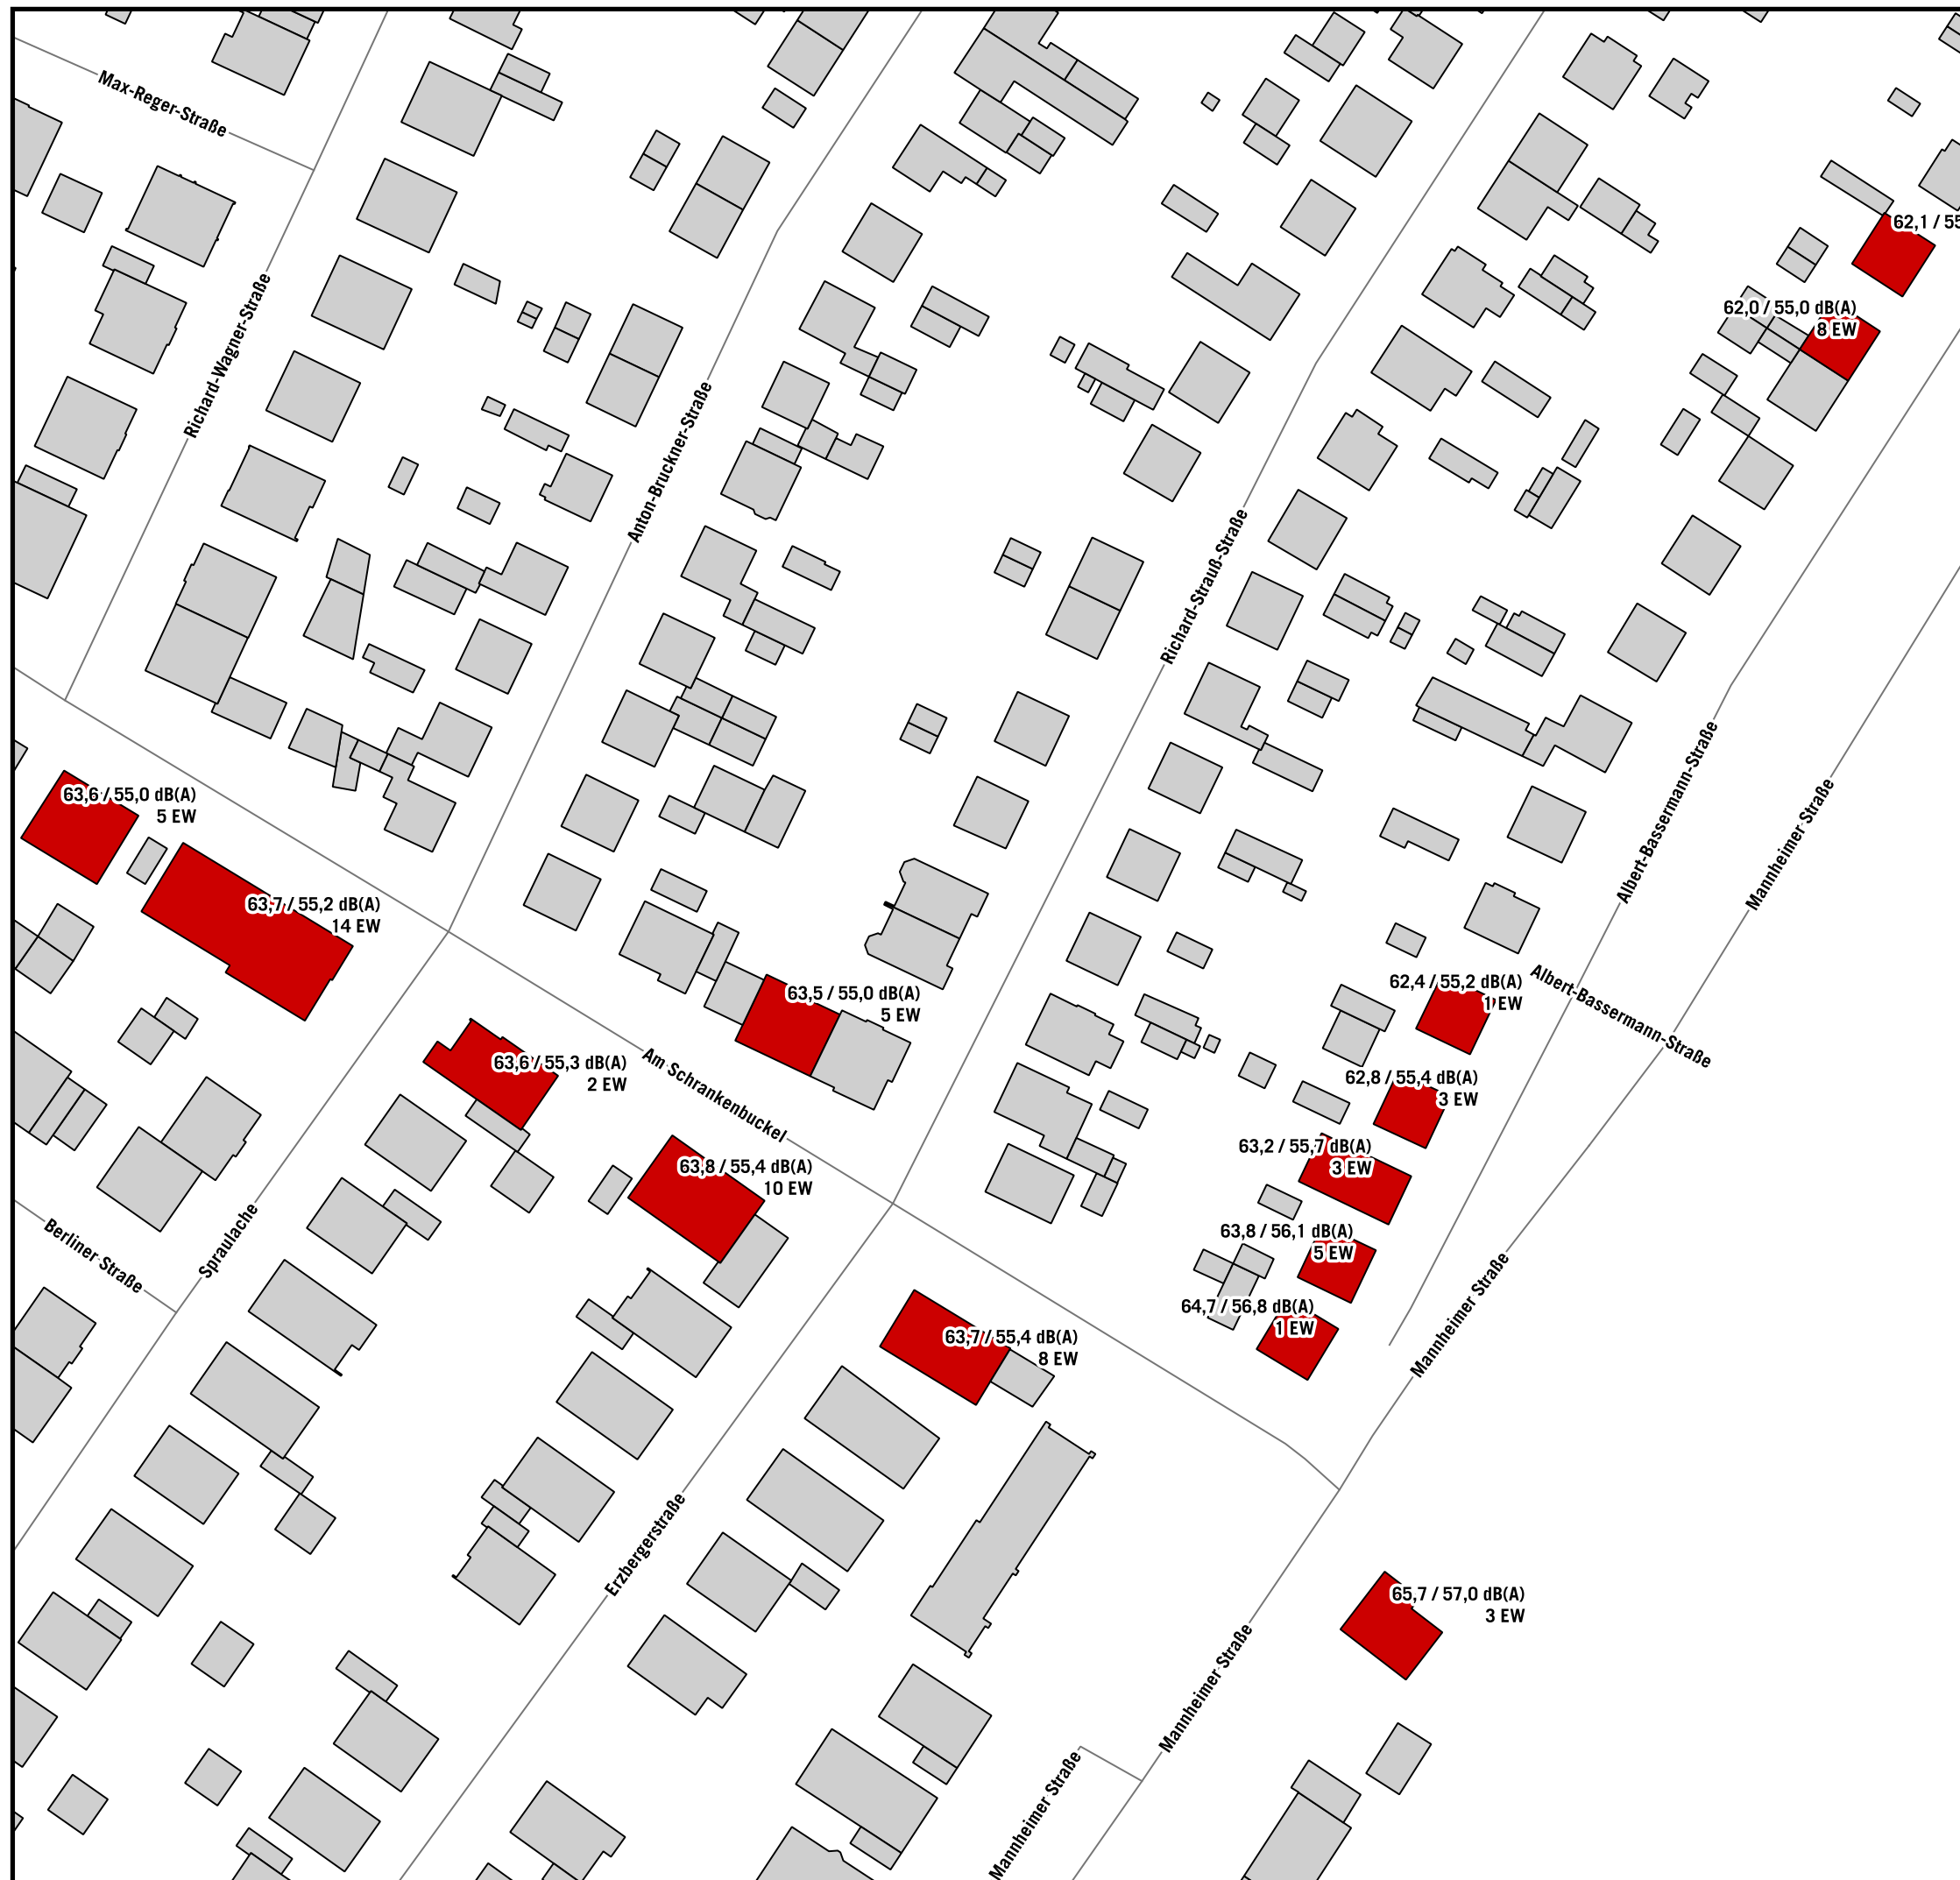 Max-Reger-Straße
62,1 / 55
Richard-Wagner-Straße
62,0 / 55,0 dB(A)
8 EW
Anton-Bruckner-Straße
Richard-Strauß-Straße
Albert-Bassermann-Straße
Mannheimer-Straße
63,6 / 55,0 dB(A)
5 EW
63,7 / 55,2 dB(A)
14 EW
63,5 / 55,0 dB(A)
5 EW
62,4 / 55,2 dB(A)
1 EW
Albert-Bassermann-Straße
63,6 / 55,3 dB(A)
2 EW
Am Schrankenbuckel
62,8 / 55,4 dB(A)
3 EW
63,8 / 55,4 dB(A)
10 EW
63,2 / 55,7 dB(A)
3 EW
Berliner Straße
Spraulache
63,8 / 56,1 dB(A)
5 EW
64,7 / 56,8 dB(A)
1 EW
Mannheimer Straße
63,7 / 55,4 dB(A)
8 EW
Erzbergerstraße
65,7 / 57,0 dB(A)
3 EW
Mannheimer Straße
Mannheimer Straße